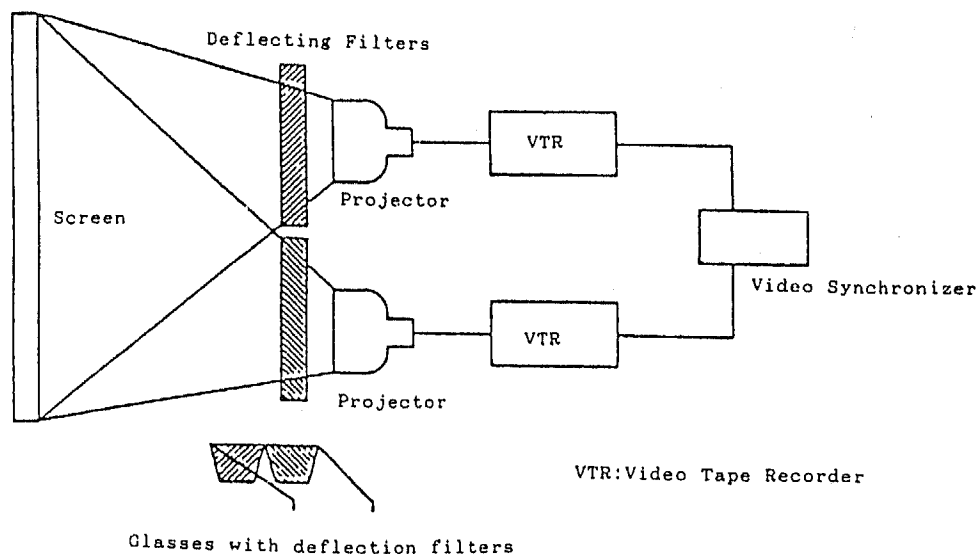 Deflecting Filters
VTR
Projector
Screen
Video Synchronizer
VTR
Projector
VTR:Video Tape Recorder
Glasses with deflection filters